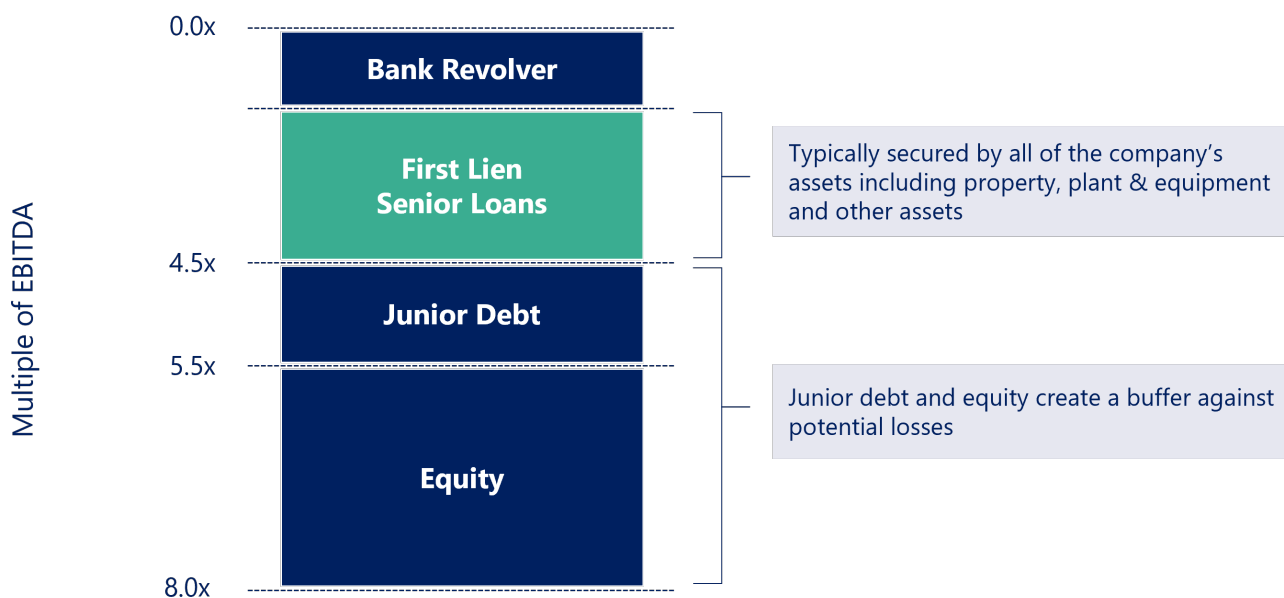 0.0x
Bank Revolver
First Lien
Senior Loans
Typically secured by all of the company’s
assets including property, plant & equipment
and other assets
Multiple of EBITDA
4.5x
Junior Debt
5.5x
Junior debt and equity create a buffer against
potential losses
Equity
8.0x